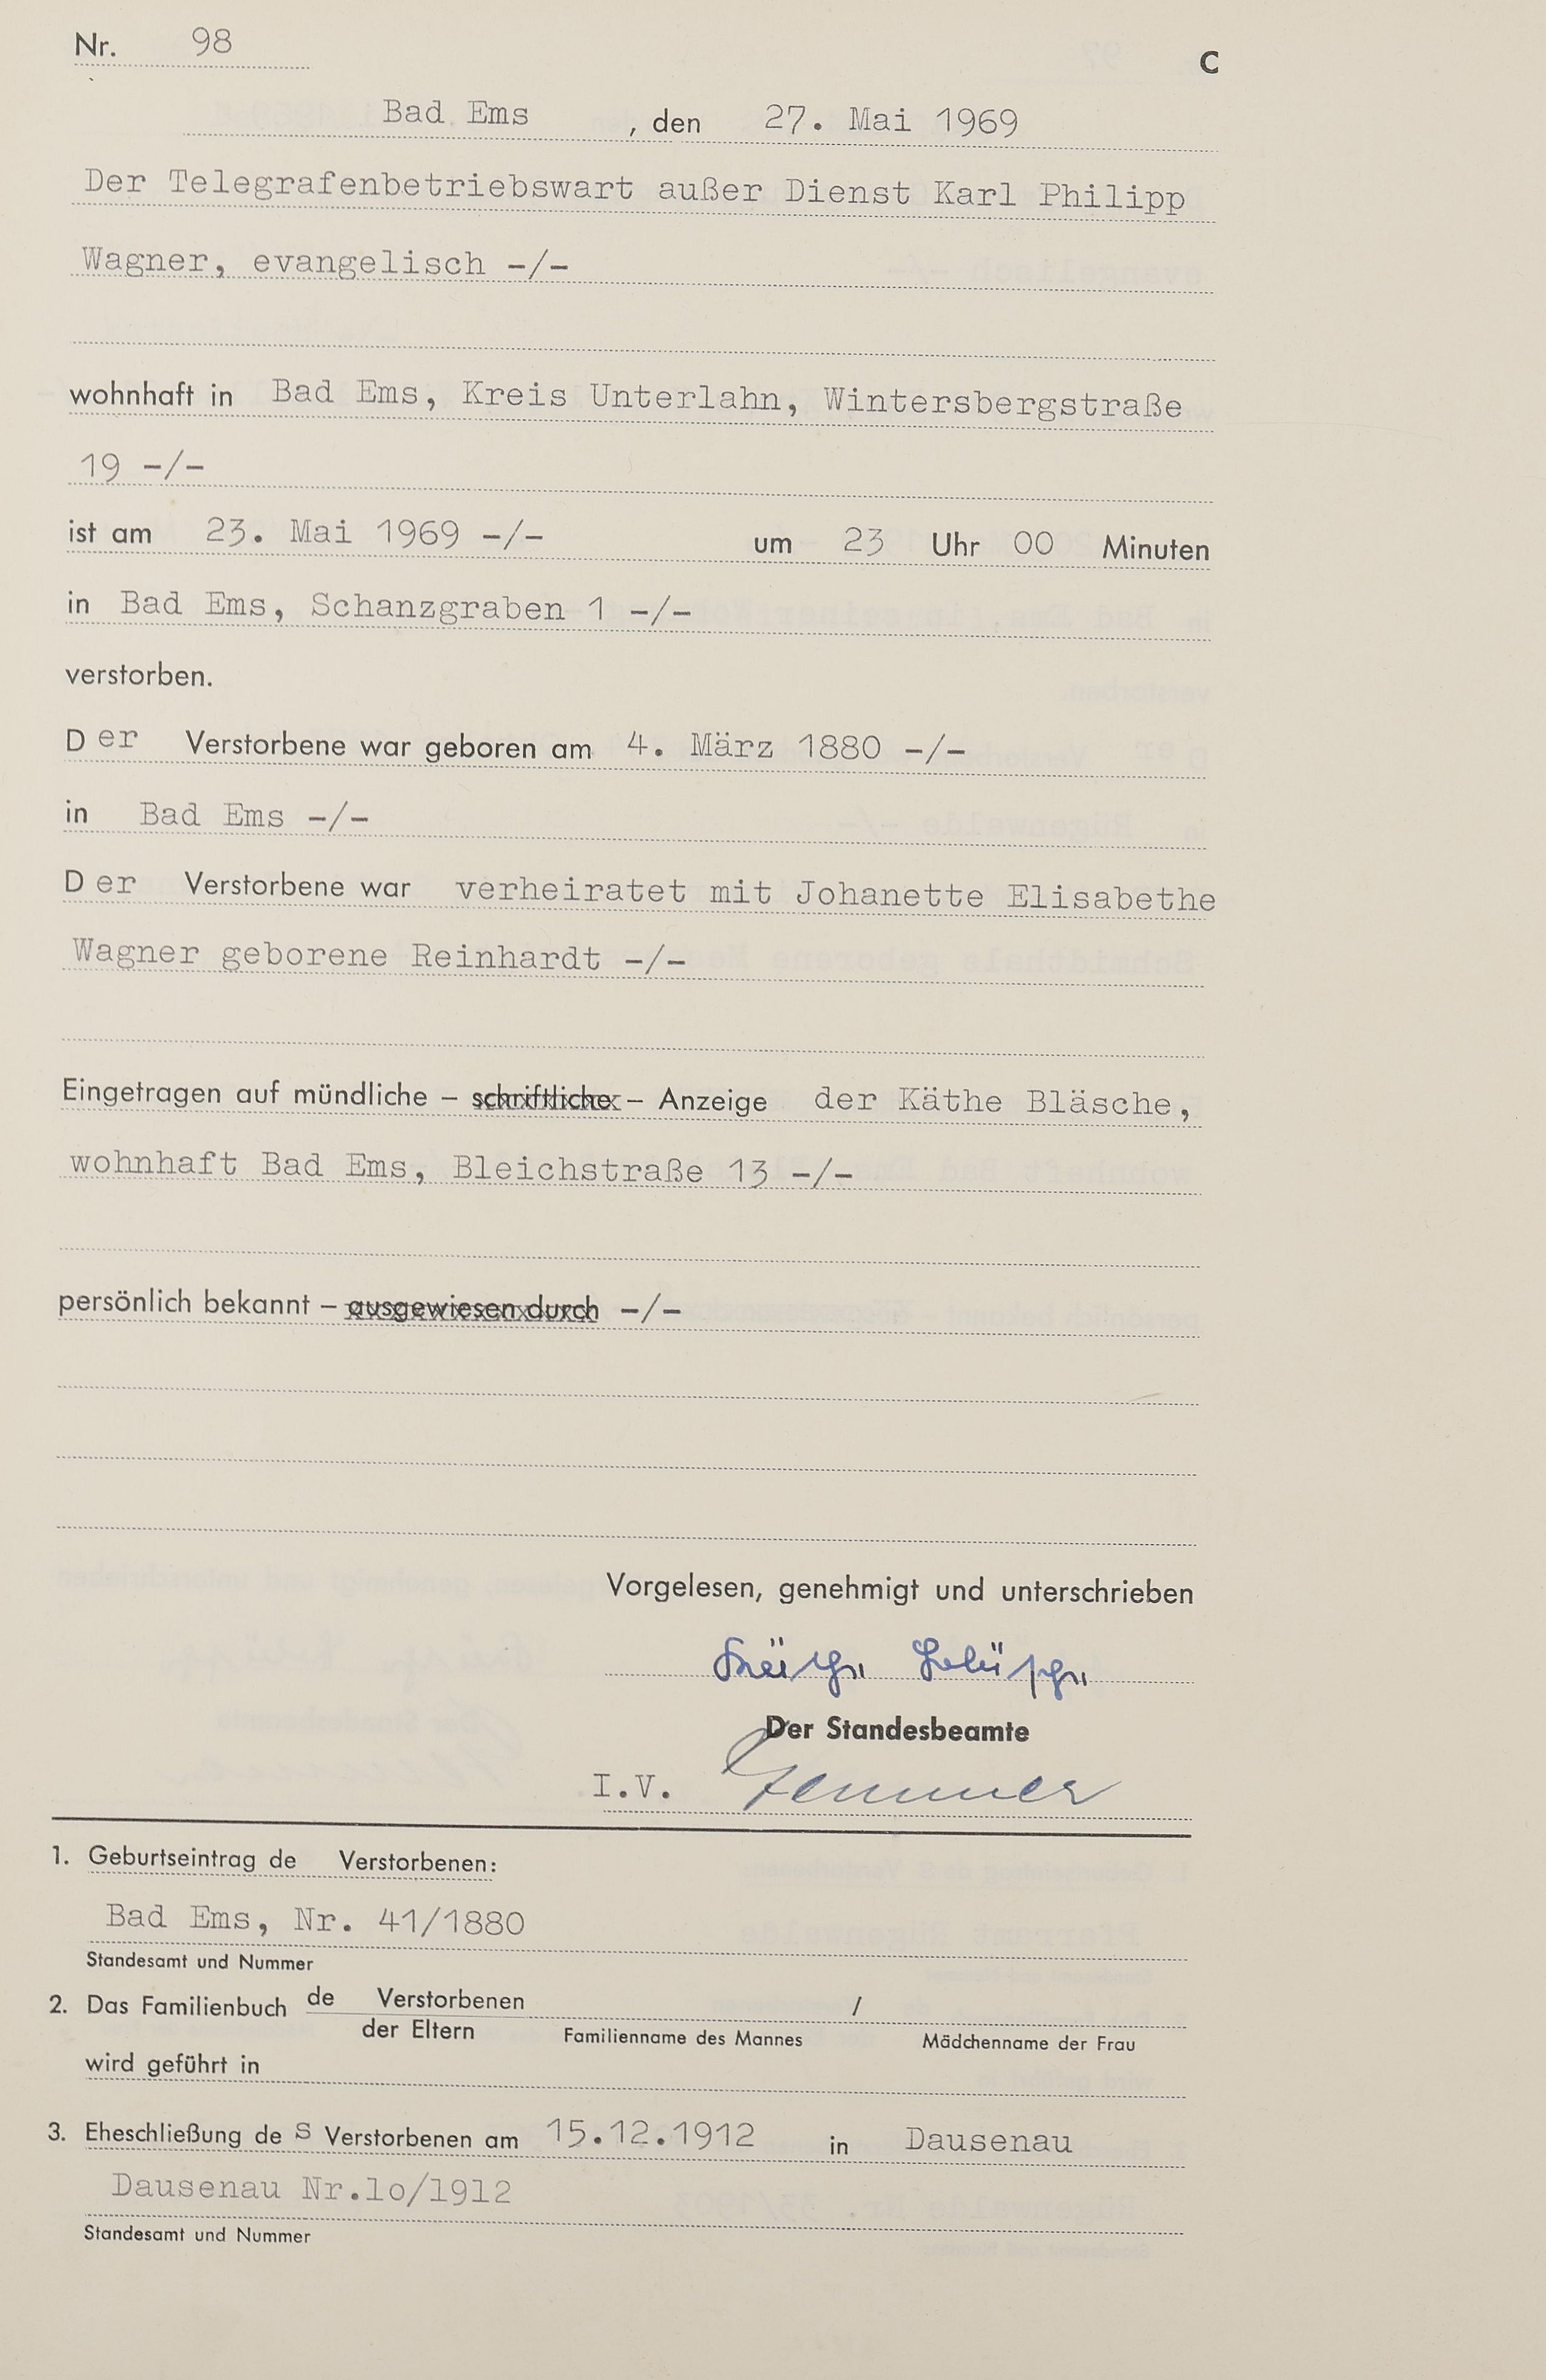 Nr. 98
C
Bad Ems , den 27. Mai 1969
Der Telegrafenbetriebswart außer Dienst Karl Philipp
Wagner, evangelisch -/-
wohnhaft in Bad Ems, Kreis Unterlahn, Wintersbergstraße
19 -/-
ist am 23. Mai 1969 -/- um 23 Uhr 00 Minuten
in Bad Ems, Schanzgraben 1 -/-
verstorben.
Der Verstorbene war geboren am 4. März 1880 -/-
in Bad Ems -/-
Der Verstorbene war verheiratet mit Johanette Elisabethe
Wagner geborene Reinhardt -/-
Eingetragen auf mündliche – schriftliche – Anzeige der Käthe Bläsche,
wohnhaft Bad Ems, Bleichstraße 13 -/-
persönlich bekannt – ausgewiesen durch -/-
Vorgelesen, genehmigt und unterschrieben
Käthe Bläsche
Der Standesbeamte
I.V.
1. Geburtseintrag de Verstorbenen:
Bad Ems, Nr. 41/1880
Standesamt und Nummer
2. Das Familienbuch de Verstorbenen /
der Eltern Familienname des Mannes Mädchenname der Frau
wird geführt in
3. Eheschließung des Verstorbenen am 15.12.1912 in Dausenau
Dausenau Nr.lo/1912
Standesamt und Nummer